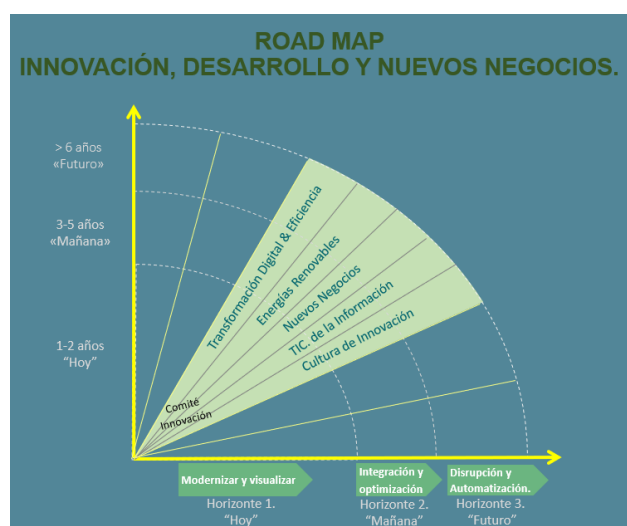 ROAD MAP
INNOVACIÓN, DESARROLLO Y NUEVOS NEGOCIOS.
> 6 años
«Futuro»
3-5 años
«Mañana»
1-2 años
“Hoy”
Transformación Digital & Eficiencia
Energías Renovables
Nuevos Negocios
TIC. de la Información
Cultura de Innovación
Comité
Innovación
Modernizar y visualizar
Horizonte 1.
“Hoy”
Integración y
optimización
Horizonte 2.
“Mañana”
Disrupción y
Automatización.
Horizonte 3.
“Futuro”